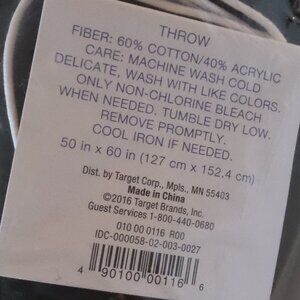 THROW
FIBER: 60% COTTON/40% ACRYLIC
CARE: MACHINE WASH COLD
DELICATE, WASH WITH LIKE COLORS.
ONLY NON-CHLORINE BLEACH
WHEN NEEDED. TUMBLE DRY LOW.
REMOVE PROMPTLY.
COOL IRON IF NEEDED.
50 in x 60 in (127 cm x 152.4 cm)
Dist. by Target Corp., Mpls., MN 55403
Made in China
©2016 Target Brands, Inc.
Guest Services 1-800-440-0680
010 00 0116 R00
IDC-000058-02-003-0027
4 90100 00116 6